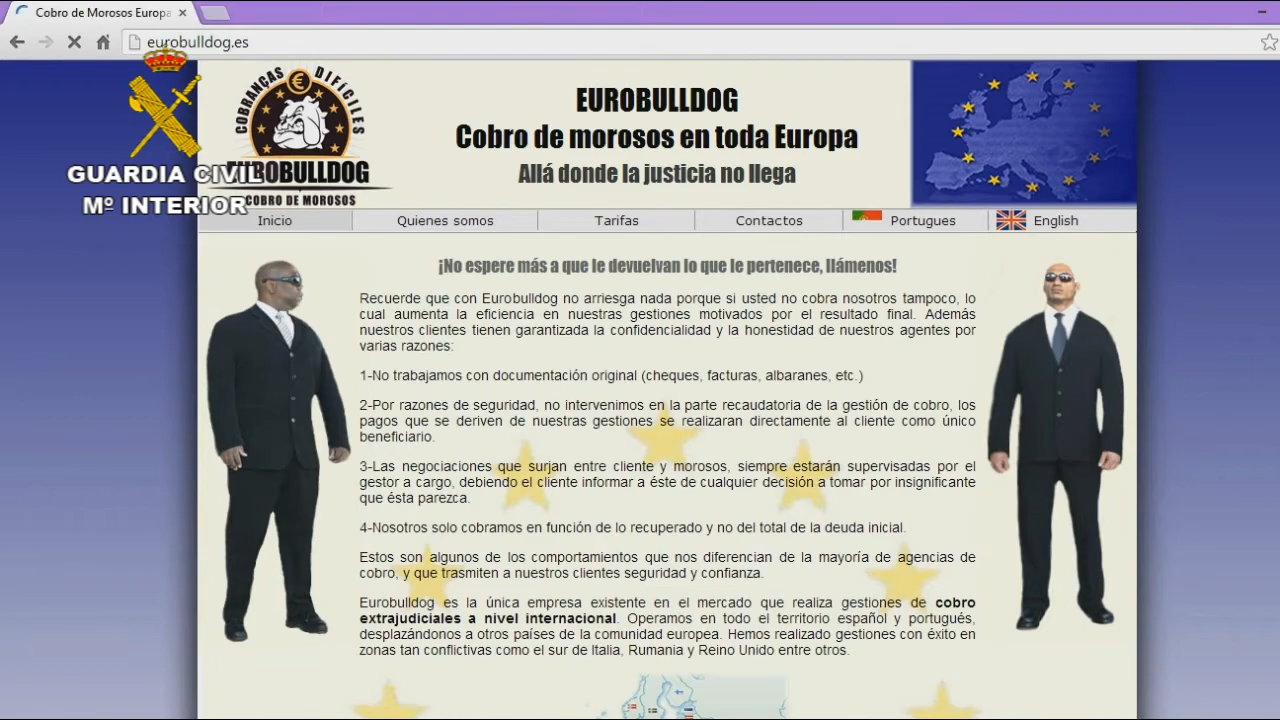 Cobro de Morosos Europa
eurobulldog.es
GUARDIA CIVIL
Mº INTERIOR
COBRANÇAS DIFÍCILES
€
EUROBULLDOG
COBRO DE MOROSOS
EUROBULLDOG
Cobro de morosos en toda Europa
Allá donde la justicia no llega
Inicio
Quienes somos
Tarifas
Contactos
Portugues
English
¡No espere más a que le devuelvan lo que le pertenece, llámenos!
Recuerde que con Eurobulldog no arriesga nada porque si usted no cobra nosotros tampoco, lo
cual aumenta la eficiencia en nuestras gestiones motivados por el resultado final. Además
nuestros clientes tienen garantizada la confidencialidad y la honestidad de nuestros agentes por
varias razones:
1-No trabajamos con documentación original (cheques, facturas, albaranes, etc.)
2-Por razones de seguridad, no intervenimos en la parte recaudatoria de la gestión de cobro, los
pagos que se deriven de nuestras gestiones se realizaran directamente al cliente como único
beneficiario.
3-Las negociaciones que surjan entre cliente y morosos, siempre estarán supervisadas por el
gestor a cargo, debiendo el cliente informar a éste de cualquier decisión a tomar por insignificante
que ésta parezca.
4-Nosotros solo cobramos en función de lo recuperado y no del total de la deuda inicial.
Estos son algunos de los comportamientos que nos diferencian de la mayoría de agencias de
cobro, y que trasmiten a nuestros clientes seguridad y confianza.
Eurobulldog es la única empresa existente en el mercado que realiza gestiones de cobro
extrajudiciales a nivel internacional. Operamos en todo el territorio español y portugués,
desplazándonos a otros países de la comunidad europea. Hemos realizado gestiones con éxito en
zonas tan conflictivas como el sur de Italia, Rumania y Reino Unido entre otros.